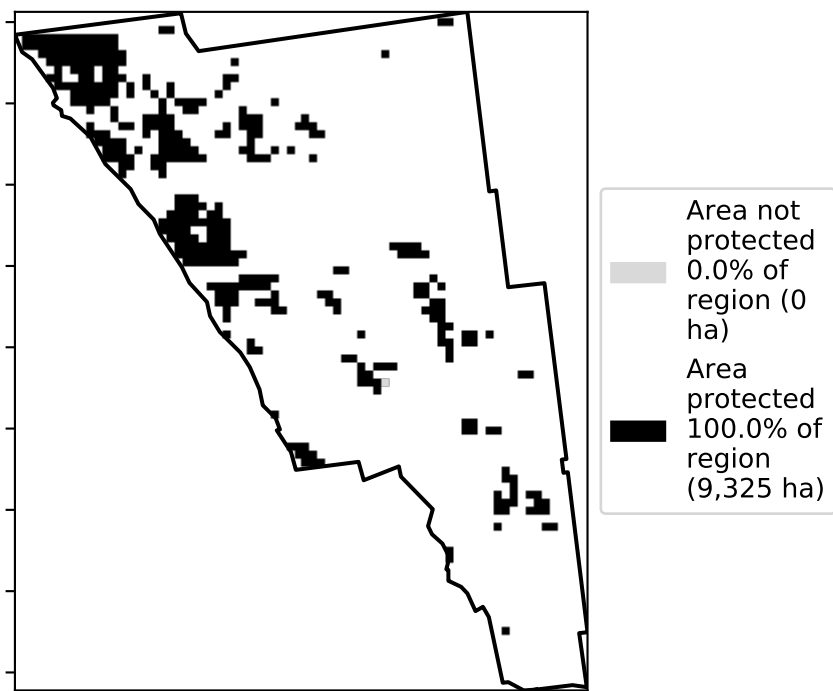 Area not
protected
0.0% of
region (0
ha)
Area
protected
100.0% of
region
(9,325 ha)